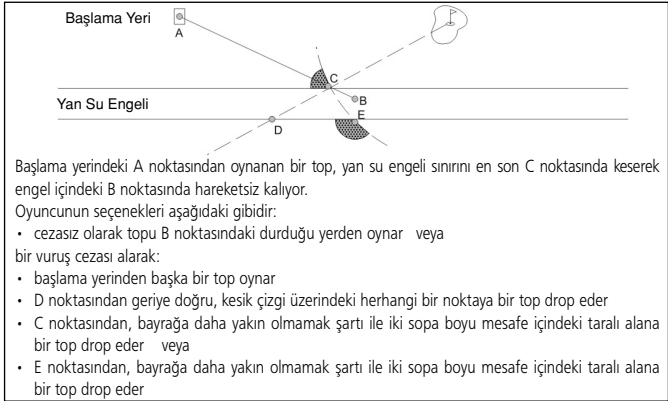 Başlama Yeri
A
C
Yan Su Engeli
B
E
D
Başlama yerindeki A noktasından oynanan bir top, yan su engeli sınırını en son C noktasında keserek
engel içindeki B noktasında hareketsiz kalıyor.
Oyuncunun seçenekleri aşağıdaki gibidir:
• cezasız olarak topu B noktasındaki durduğu yerden oynar veya
bir vuruş cezası alarak:
• başlama yerinden başka bir top oynar
• D noktasından geriye doğru, kesik çizgi üzerindeki herhangi bir noktaya bir top drop eder
• C noktasından, bayrağa daha yakın olmamak şartı ile iki sopa boyu mesafe içindeki taralı alana
bir top drop eder veya
• E noktasından, bayrağa daha yakın olmamak şartı ile iki sopa boyu mesafe içindeki taralı alana
bir top drop eder